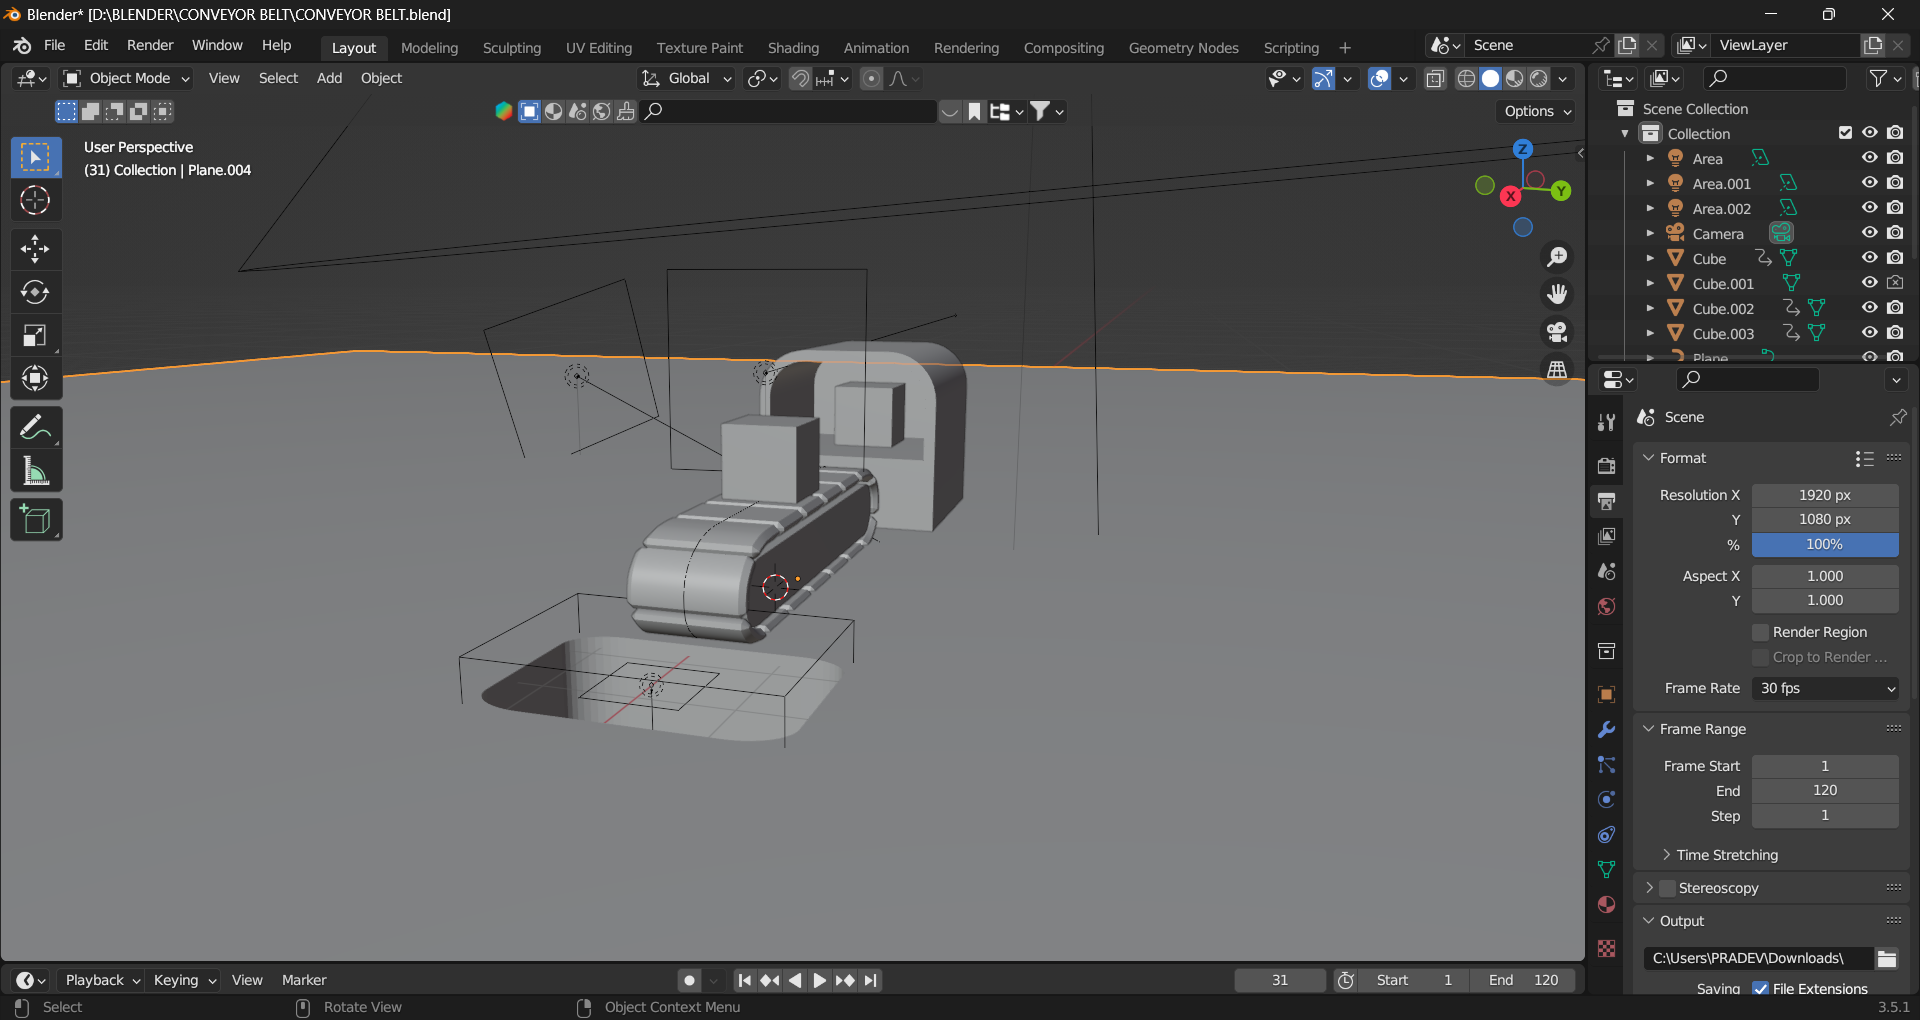 Blender* [D:\BLENDER\CONVEYOR BELT\CONVEYOR BELT.blend]
File Edit Render Window Help Layout Modeling Sculpting UV Editing Texture Paint Shading Animation Rendering Compositing Geometry Nodes Scripting + Scene ViewLayer
Object Mode View Select Add Object Global
Options
User Perspective
(31) Collection | Plane.004
Z
Y
X
Scene Collection
Collection
Area
Area.001
Area.002
Camera
Cube
Cube.001
Cube.002
Cube.003
Plane
Scene
Format
Resolution X 1920 px
Y 1080 px
% 100%
Aspect X 1.000
Y 1.000
Render Region
Crop to Render ...
Frame Rate 30 fps
Frame Range
Frame Start 1
End 120
Step 1
Time Stretching
Stereoscopy
Output
C:\Users\PRADEV\Downloads\
Saving File Extensions
Playback Keying View Marker 31 Start 1 End 120
Select Rotate View Object Context Menu 3.5.1